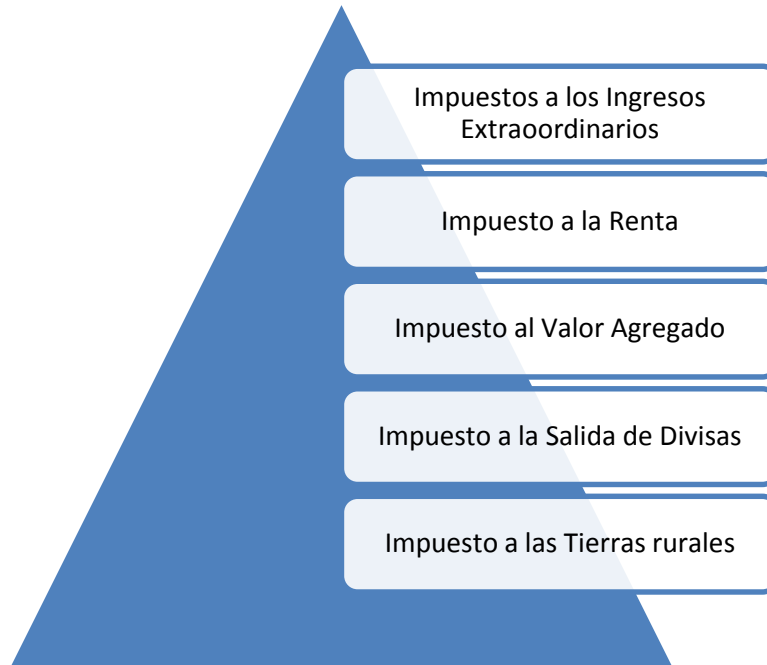 Impuestos a los Ingresos
Extraoordinarios
Impuesto a la Renta
Impuesto al Valor Agregado
Impuesto a la Salida de Divisas
Impuesto a las Tierras rurales